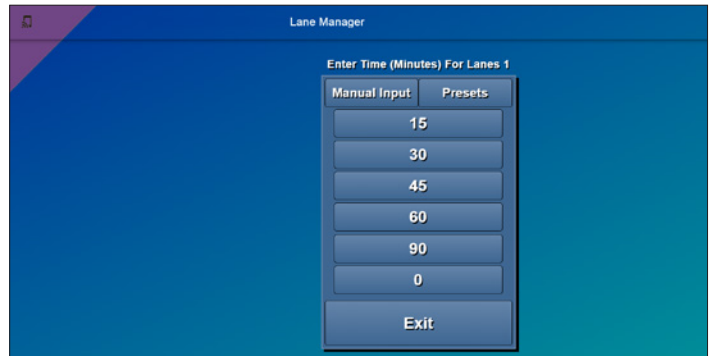 Lane Manager
Enter Time (Minutes) For Lanes 1
Manual Input Presets
15
30
45
60
90
0
Exit